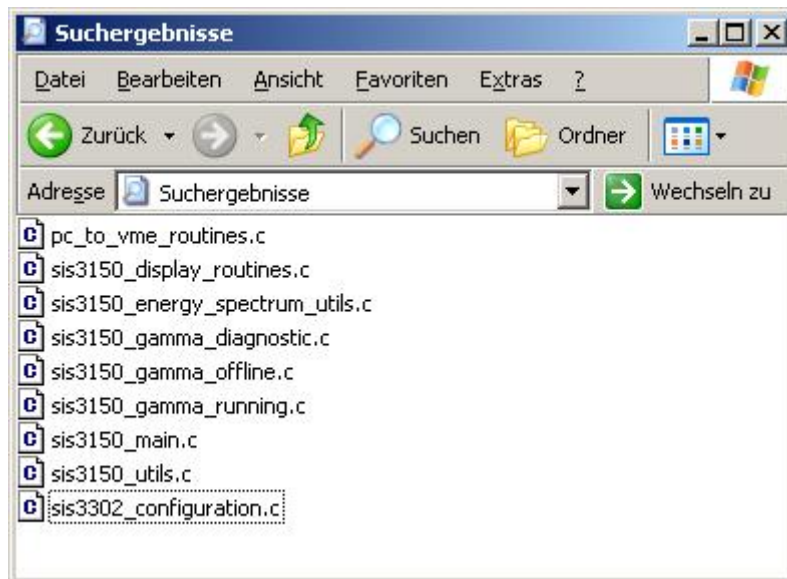 Suchergebnisse
Datei Bearbeiten Ansicht Favoriten Extras ?
Zurück Suchen Ordner
Adresse Suchergebnisse Wechseln zu
pc_to_vme_routines.c
sis3150_display_routines.c
sis3150_energy_spectrum_utils.c
sis3150_gamma_diagnostic.c
sis3150_gamma_offline.c
sis3150_gamma_running.c
sis3150_main.c
sis3150_utils.c
sis3302_configuration.c